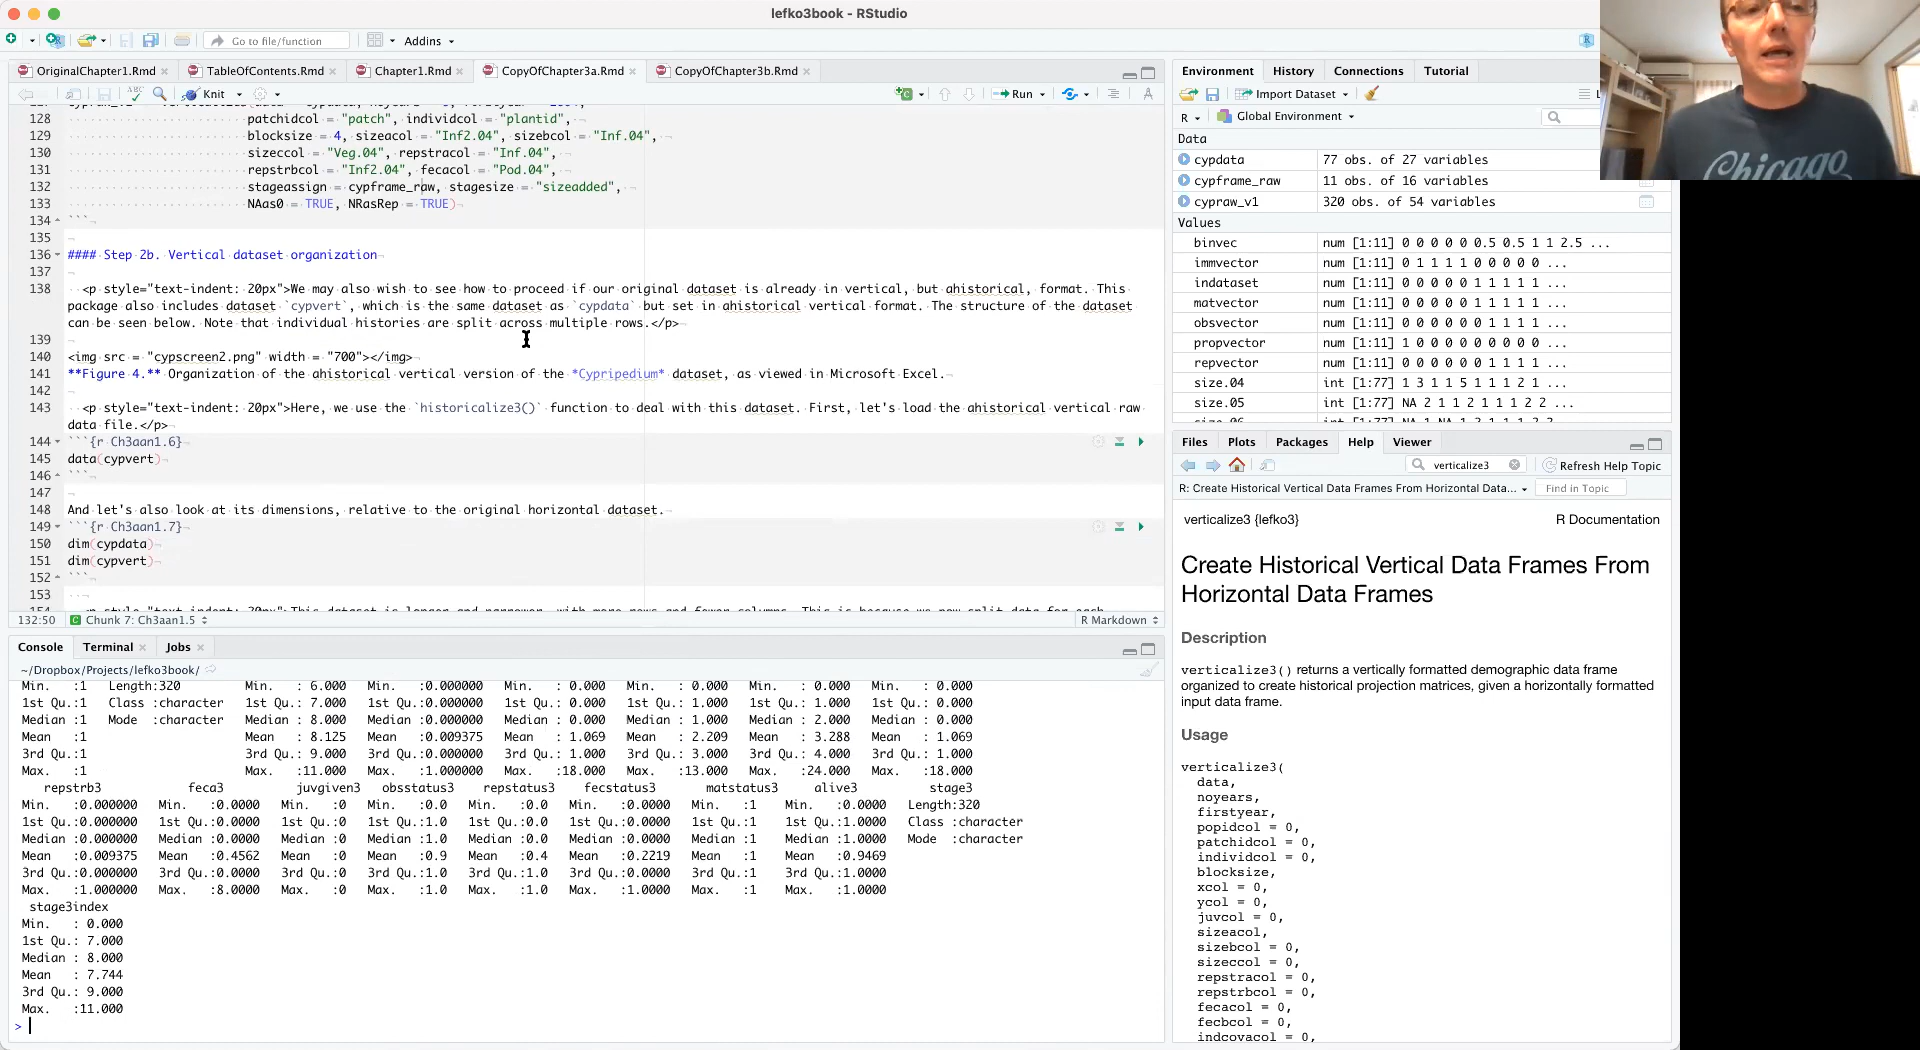 lefko3book - RStudio
Go to file/function
Addins
OriginalChapter1.Rmd
TableOfContents.Rmd
Chapter1.Rmd
CopyOfChapter3a.Rmd
CopyOfChapter3b.Rmd
Knit
Run
128 patchidcol = "patch", individcol = "plantid",
129 blocksize = 4, sizeacol = "Inf2.04", sizebcol = "Inf.04",
130 sizeccol = "Veg.04", repstracol = "Inf.04",
131 repstrbcol = "Inf2.04", fecacol = "Pod.04",
132 stageassign = cypframe_raw, stagesize = "sizeadded",
133 NAas0 = TRUE, NRasRep = TRUE)
134 ```
135
136 #### Step 2b. Vertical dataset organization
137
138 <p style="text-indent: 20px">We may also wish to see how to proceed if our original dataset is already in vertical, but ahistorical, format. This
package also includes dataset `cypvert`, which is the same dataset as `cypdata` but set in ahistorical vertical format. The structure of the dataset
can be seen below. Note that individual histories are split across multiple rows.</p>
139
140 <img src = "cypscreen2.png" width = "700"></img>
141 **Figure 4.** Organization of the ahistorical vertical version of the *Cypripedium* dataset, as viewed in Microsoft Excel.
142
143 <p style="text-indent: 20px">Here, we use the `historicalize3()` function to deal with this dataset. First, let's load the ahistorical vertical raw
data file.</p>
144 ```{r Ch3aan1.6}
145 data(cypvert)
146 ```
147
148 And let's also look at its dimensions, relative to the original horizontal dataset.
149 ```{r Ch3aan1.7}
150 dim(cypdata)
151 dim(cypvert)
152 ```
153
154 <p style="text-indent: 20px">This dataset is longer and narrower, with more rows and fewer columns. This is because we now split data for each
132:50 Chunk 7: Ch3aan1.5 R Markdown
Console Terminal Jobs
~/Dropbox/Projects/lefko3book/
Min. :1 Length:320 Min. : 6.000 Min. :0.000000 Min. : 0.000 Min. : 0.000 Min. : 0.000 Min. : 0.000
1st Qu.:1 Class :character 1st Qu.: 7.000 1st Qu.:0.000000 1st Qu.: 0.000 1st Qu.: 1.000 1st Qu.: 1.000 1st Qu.: 0.000
Median :1 Mode :character Median : 8.000 Median :0.000000 Median : 0.000 Median : 1.000 Median : 2.000 Median : 0.000
Mean :1 Mean : 8.125 Mean :0.009375 Mean : 1.069 Mean : 2.209 Mean : 3.288 Mean : 1.069
3rd Qu.:1 3rd Qu.: 9.000 3rd Qu.:0.000000 3rd Qu.: 1.000 3rd Qu.: 3.000 3rd Qu.: 4.000 3rd Qu.: 1.000
Max. :1 Max. :11.000 Max. :1.000000 Max. :18.000 Max. :13.000 Max. :24.000 Max. :18.000
repstrb3 feca3 juvgiven3 obsstatus3 repstatus3 fecstatus3 matstatus3 alive3 stage3
Min. :0.000000 Min. :0.0000 Min. :0 Min. :0.0 Min. :0.0 Min. :0.0000 Min. :1 Min. :0.0000 Length:320
1st Qu.:0.000000 1st Qu.:0.0000 1st Qu.:0 1st Qu.:1.0 1st Qu.:0.0 1st Qu.:0.0000 1st Qu.:1 1st Qu.:1.0000 Class :character
Median :0.000000 Median :0.0000 Median :0 Median :1.0 Median :0.0 Median :0.0000 Median :1 Median :1.0000 Mode :character
Mean :0.009375 Mean :0.4562 Mean :0 Mean :0.9 Mean :0.4 Mean :0.2219 Mean :1 Mean :0.9469
3rd Qu.:0.000000 3rd Qu.:0.0000 3rd Qu.:0 3rd Qu.:1.0 3rd Qu.:1.0 3rd Qu.:0.0000 3rd Qu.:1 3rd Qu.:1.0000
Max. :1.000000 Max. :8.0000 Max. :0 Max. :1.0 Max. :1.0 Max. :1.0000 Max. :1 Max. :1.0000
stage3index
Min. : 0.000
1st Qu.: 7.000
Median : 8.000
Mean : 7.744
3rd Qu.: 9.000
Max. :11.000
>
Environment History Connections Tutorial
Import Dataset
R Global Environment
Data
cypdata 77 obs. of 27 variables
cypframe_raw 11 obs. of 16 variables
cypraw_v1 320 obs. of 54 variables
Values
binvec num [1:11] 0 0 0 0 0 0.5 0.5 1 1 2.5 ...
immvector num [1:11] 0 1 1 1 1 0 0 0 0 0 ...
indataset num [1:11] 0 0 0 0 0 1 1 1 1 1 ...
matvector num [1:11] 0 0 0 0 0 1 1 1 1 1 ...
obsvector num [1:11] 0 0 0 0 0 0 1 1 1 1 ...
propvector num [1:11] 1 0 0 0 0 0 0 0 0 0 ...
repvector num [1:11] 0 0 0 0 0 0 1 1 1 1 ...
size.04 int [1:77] 1 3 1 1 5 1 1 1 2 1 ...
size.05 int [1:77] NA 2 1 1 2 1 1 1 2 2 ...
Files Plots Packages Help Viewer
verticalize3 Refresh Help Topic
R: Create Historical Vertical Data Frames From Horizontal Data... Find in Topic
verticalize3 {lefko3} R Documentation
Create Historical Vertical Data Frames From
Horizontal Data Frames
Description
verticalize3() returns a vertically formatted demographic data frame
organized to create historical projection matrices, given a horizontally formatted
input data frame.
Usage
verticalize3(
data,
noyears,
firstyear,
popidcol = 0,
patchidcol = 0,
individcol = 0,
blocksize,
xcol = 0,
ycol = 0,
juvcol = 0,
sizeacol,
sizebcol = 0,
sizeccol = 0,
repstracol = 0,
repstrbcol = 0,
fecacol = 0,
fecbcol = 0,
indcovacol = 0,
Chicago